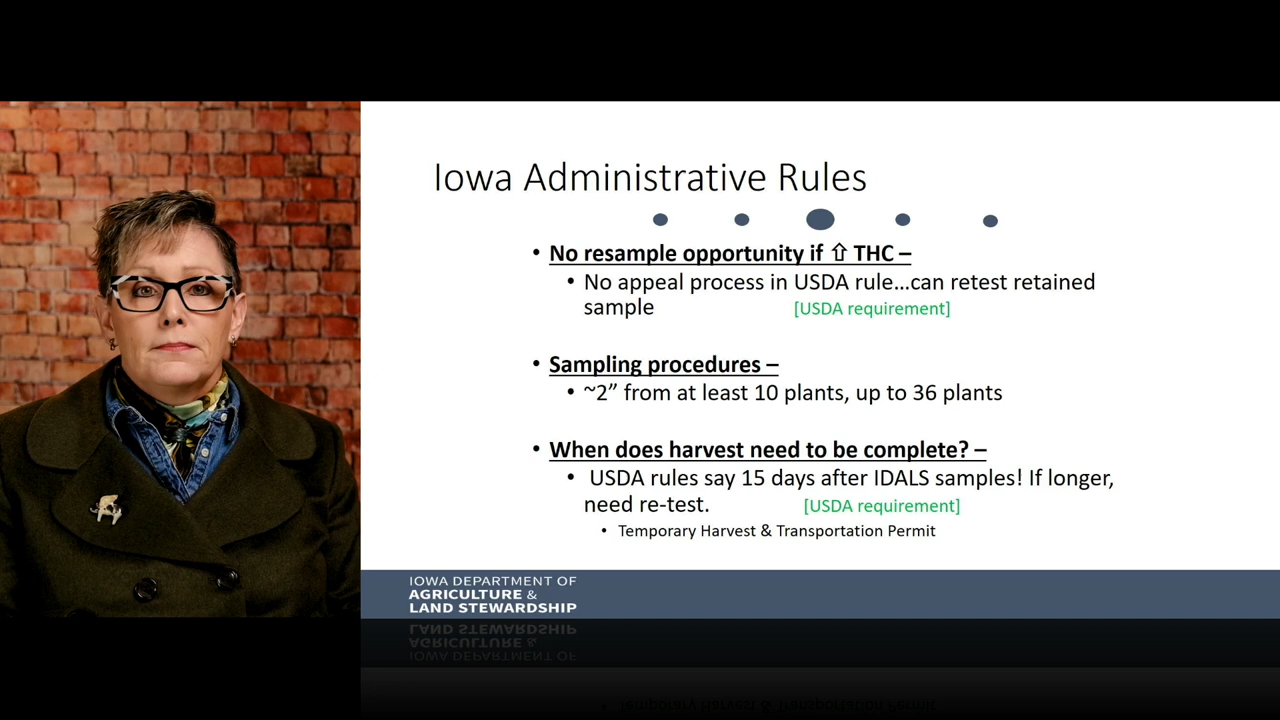 Iowa Administrative Rules
• No resample opportunity if ⇧ THC –
• No appeal process in USDA rule…can retest retained
sample [USDA requirement]
• Sampling procedures –
• ~2” from at least 10 plants, up to 36 plants
• When does harvest need to be complete? –
• USDA rules say 15 days after IDALS samples! If longer,
need re-test. [USDA requirement]
• Temporary Harvest & Transportation Permit
IOWA DEPARTMENT OF
AGRICULTURE &
LAND STEWARDSHIP